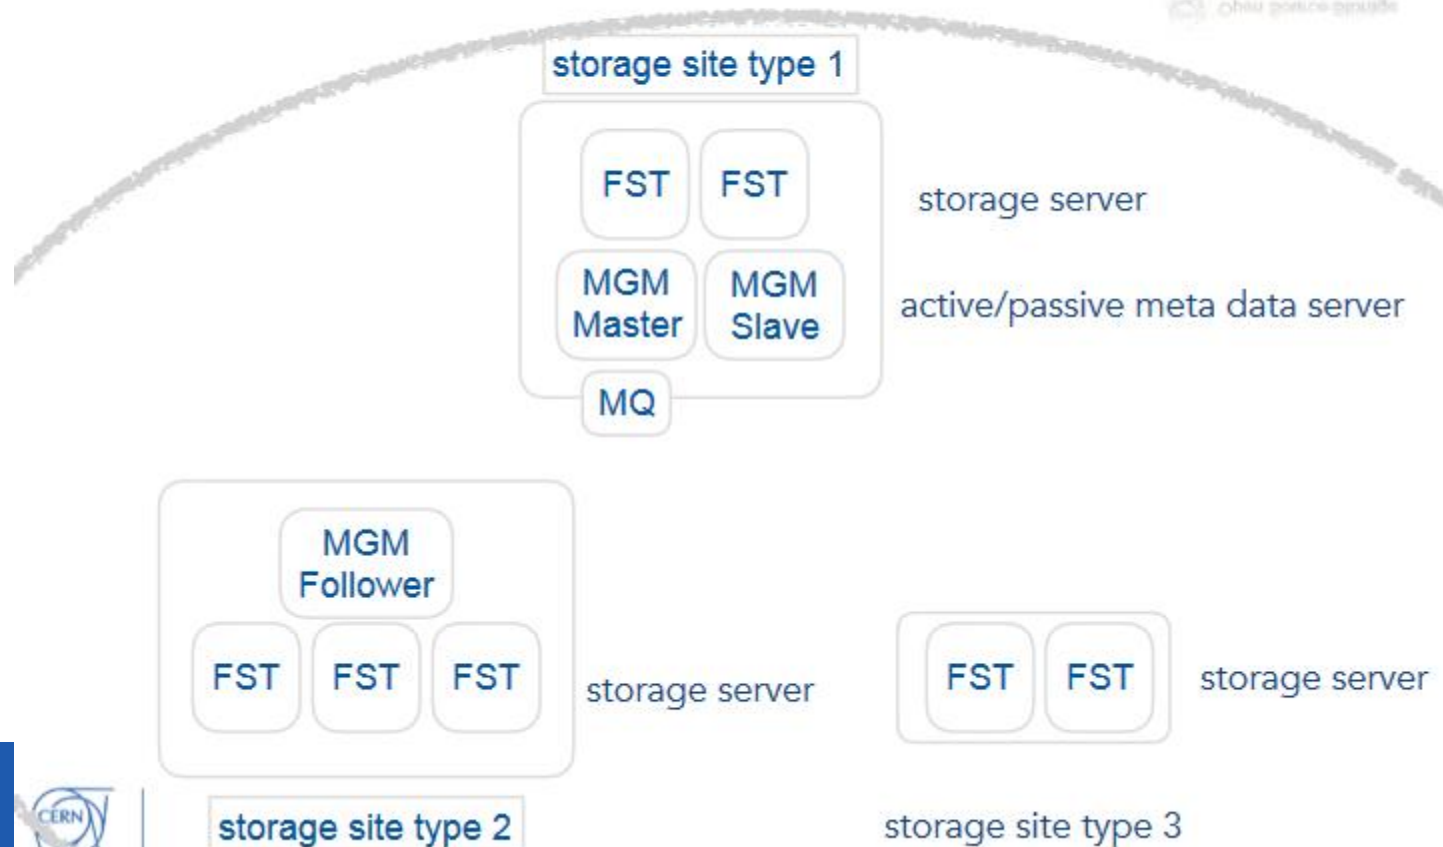 storage site type 1
FST FST
storage server
MGM Master
MGM Slave
active/passive meta data server
MQ
MGM
Follower
FST FST FST
storage server
FST FST
storage server
CERN
storage site type 2
storage site type 3